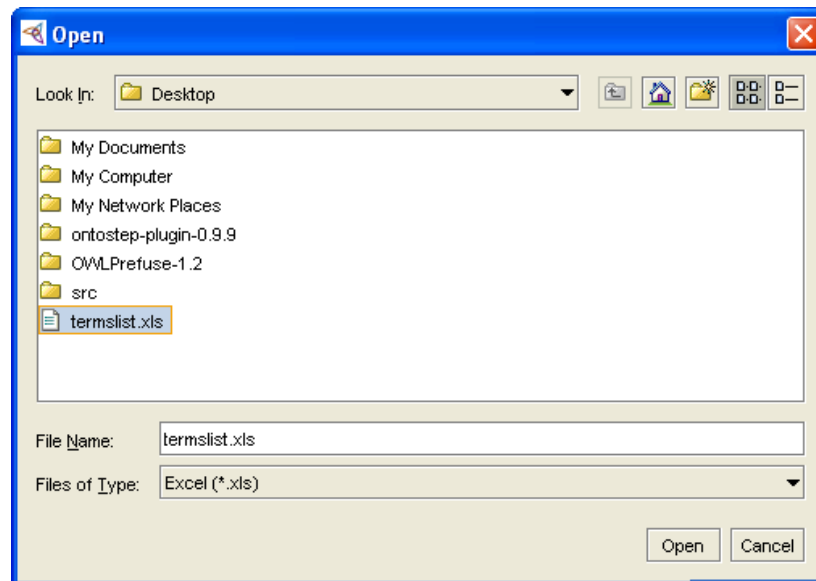 Open
Look In: Desktop
My Documents
My Computer
My Network Places
ontostep-plugin-0.9.9
OWLPrefuse-1.2
src
termslist.xls
File Name: termslist.xls
Files of Type: Excel (*.xls)
Open Cancel